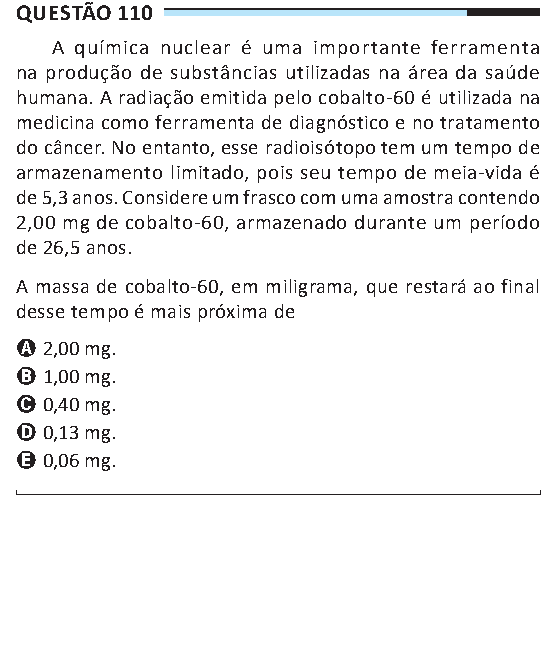 QUESTÃO 110
A química nuclear é uma importante ferramenta
na produção de substâncias utilizadas na área da saúde
humana. A radiação emitida pelo cobalto-60 é utilizada na
medicina como ferramenta de diagnóstico e no tratamento
do câncer. No entanto, esse radioisótopo tem um tempo de
armazenamento limitado, pois seu tempo de meia-vida é
de 5,3 anos. Considere um frasco com uma amostra contendo
2,00 mg de cobalto-60, armazenado durante um período
de 26,5 anos.
A massa de cobalto-60, em miligrama, que restará ao final
desse tempo é mais próxima de
A 2,00 mg.
B 1,00 mg.
C 0,40 mg.
D 0,13 mg.
E 0,06 mg.